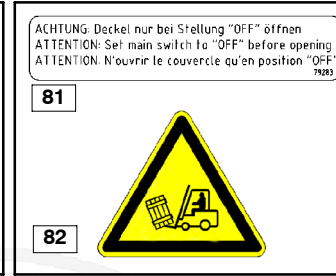 ACHTUNG: Deckel nur bei Stellung "OFF" öffnen
ATTENTION: Set main switch to "OFF" before opening
ATTENTION: N'ouvrir le couvercle qu'en position "OFF"
79283
81
82